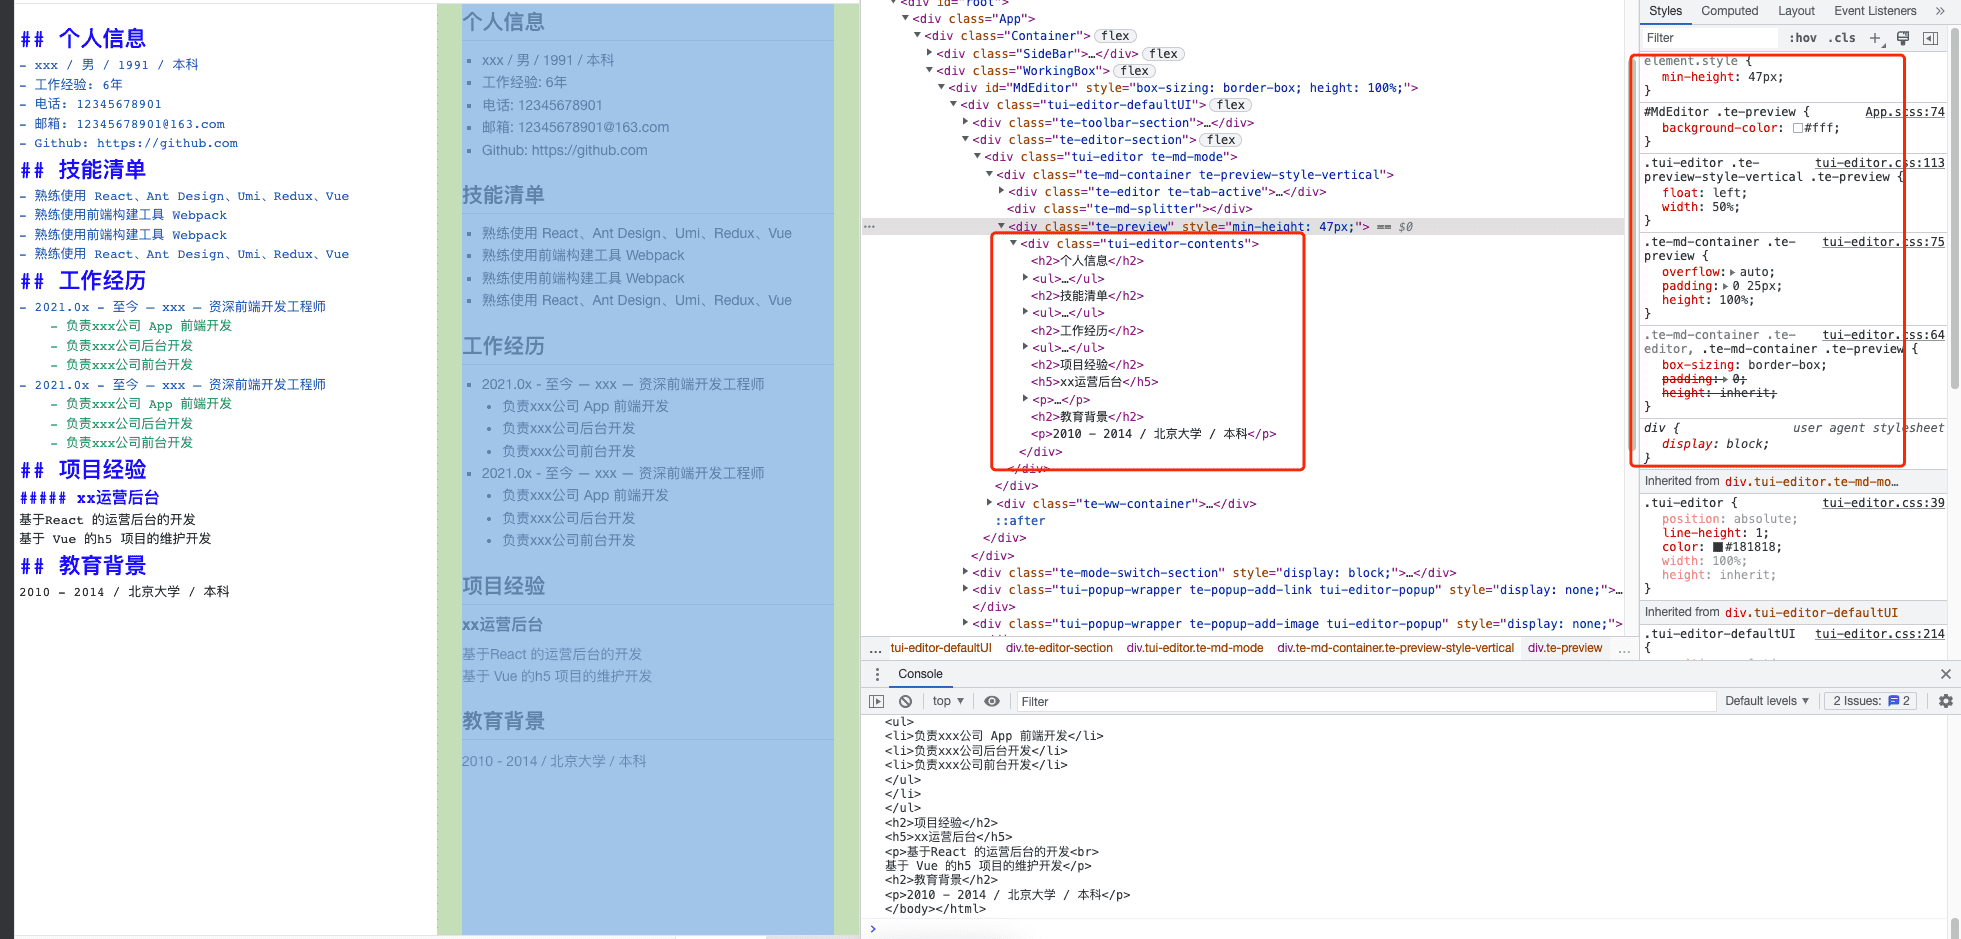 ## 个人信息
- xxx / 男 / 1991 / 本科
- 工作经验: 6年
- 电话: 12345678901
- 邮箱: 12345678901@163.com
- Github: https://github.com
## 技能清单
- 熟练使用 React、Ant Design、Umi、Redux、Vue
- 熟练使用前端构建工具 Webpack
- 熟练使用前端构建工具 Webpack
- 熟练使用 React、Ant Design、Umi、Redux、Vue
## 工作经历
- 2021.0x - 至今 — xxx — 资深前端开发工程师
- 负责xxx公司 App 前端开发
- 负责xxx公司后台开发
- 负责xxx公司前台开发
- 2021.0x - 至今 — xxx — 资深前端开发工程师
- 负责xxx公司 App 前端开发
- 负责xxx公司后台开发
- 负责xxx公司前台开发
## 项目经验
##### xx运营后台
基于React 的运营后台的开发
基于 Vue 的h5 项目的维护开发
## 教育背景
2010 - 2014 / 北京大学 / 本科
个人信息
xxx / 男 / 1991 / 本科
工作经验: 6年
电话: 12345678901
邮箱: 12345678901@163.com
Github: https://github.com
技能清单
熟练使用 React、Ant Design、Umi、Redux、Vue
熟练使用前端构建工具 Webpack
熟练使用前端构建工具 Webpack
熟练使用 React、Ant Design、Umi、Redux、Vue
工作经历
2021.0x - 至今 — xxx — 资深前端开发工程师
负责xxx公司 App 前端开发
负责xxx公司后台开发
负责xxx公司前台开发
2021.0x - 至今 — xxx — 资深前端开发工程师
负责xxx公司 App 前端开发
负责xxx公司后台开发
负责xxx公司前台开发
项目经验
xx运营后台
基于React 的运营后台的开发
基于 Vue 的h5 项目的维护开发
教育背景
2010 - 2014 / 北京大学 / 本科
<div id="root">
<div class="App">
<div class="Container"> flex
<div class="SideBar">…</div> flex
<div class="WorkingBox"> flex
<div id="MdEditor" style="box-sizing: border-box; height: 100%;">
<div class="tui-editor-defaultUI"> flex
<div class="te-toolbar-section">…</div>
<div class="te-editor-section"> flex
<div class="tui-editor te-md-mode">
<div class="te-md-container te-preview-style-vertical">
<div class="te-editor te-tab-active">…</div>
<div class="te-md-splitter"></div>
<div class="te-preview" style="min-height: 47px;"> == $0
<div class="tui-editor-contents">
<h2>个人信息</h2>
<ul>…</ul>
<h2>技能清单</h2>
<ul>…</ul>
<h2>工作经历</h2>
<ul>…</ul>
<h2>项目经验</h2>
<h5>xx运营后台</h5>
<p>…</p>
<h2>教育背景</h2>
<p>2010 - 2014 / 北京大学 / 本科</p>
</div>
</div>
</div>
<div class="te-ww-container">…</div>
::after
</div>
</div>
<div class="te-mode-switch-section" style="display: block;">…</div>
<div class="tui-popup-wrapper te-popup-add-link tui-editor-popup" style="display: none;">…
</div>
<div class="tui-popup-wrapper te-popup-add-image tui-editor-popup" style="display: none;">
… tui-editor-defaultUI div.te-editor-section div.tui-editor.te-md-mode div.te-md-container.te-preview-style-vertical div.te-preview …
Styles Computed Layout Event Listeners »
Filter :hov .cls +
element.style {
min-height: 47px;
}
#MdEditor .te-preview { App.scss:74
background-color: #fff;
}
.tui-editor .te- tui-editor.css:113
preview-style-vertical .te-preview {
float: left;
width: 50%;
}
.te-md-container .te- tui-editor.css:75
preview {
overflow: auto;
padding: 0 25px;
height: 100%;
}
.te-md-container .te- tui-editor.css:64
editor, .te-md-container .te-preview {
box-sizing: border-box;
padding: 0;
height: inherit;
}
div { user agent stylesheet
display: block;
}
Inherited from div.tui-editor.te-md-mo…
.tui-editor { tui-editor.css:39
position: absolute;
line-height: 1;
color: #181818;
width: 100%;
height: inherit;
}
Inherited from div.tui-editor-defaultUI
.tui-editor-defaultUI tui-editor.css:214
{
Console
top Filter Default levels 2 Issues: 2
<ul>
<li>负责xxx公司 App 前端开发</li>
<li>负责xxx公司后台开发</li>
<li>负责xxx公司前台开发</li>
</ul>
</li>
</ul>
<h2>项目经验</h2>
<h5>xx运营后台</h5>
<p>基于React 的运营后台的开发<br>
基于 Vue 的h5 项目的维护开发</p>
<h2>教育背景</h2>
<p>2010 - 2014 / 北京大学 / 本科</p>
</body></html>